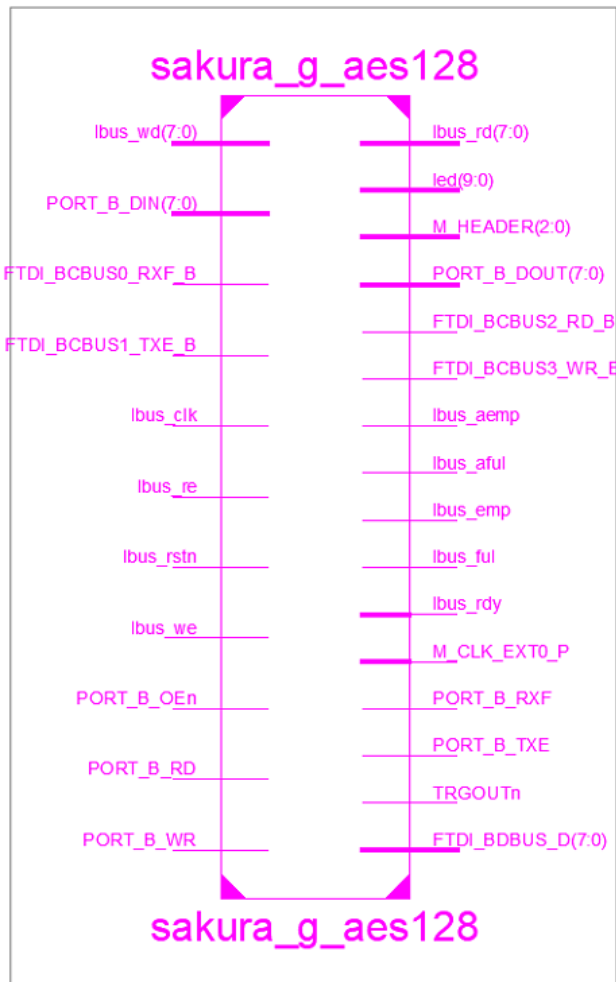 sakura_g_aes128
lbus_wd(7:0)
PORT_B_DIN(7:0)
FTDI_BCBUS0_RXF_B
FTDI_BCBUS1_TXE_B
lbus_clk
lbus_re
lbus_rstn
lbus_we
PORT_B_OEn
PORT_B_RD
PORT_B_WR
lbus_rd(7:0)
led(9:0)
M_HEADER(2:0)
PORT_B_DOUT(7:0)
FTDI_BCBUS2_RD_B
FTDI_BCBUS3_WR_B
lbus_aemp
lbus_aful
lbus_emp
lbus_ful
lbus_rdy
M_CLK_EXT0_P
PORT_B_RXF
PORT_B_TXE
TRGOUTn
FTDI_BDBUS_D(7:0)
sakura_g_aes128